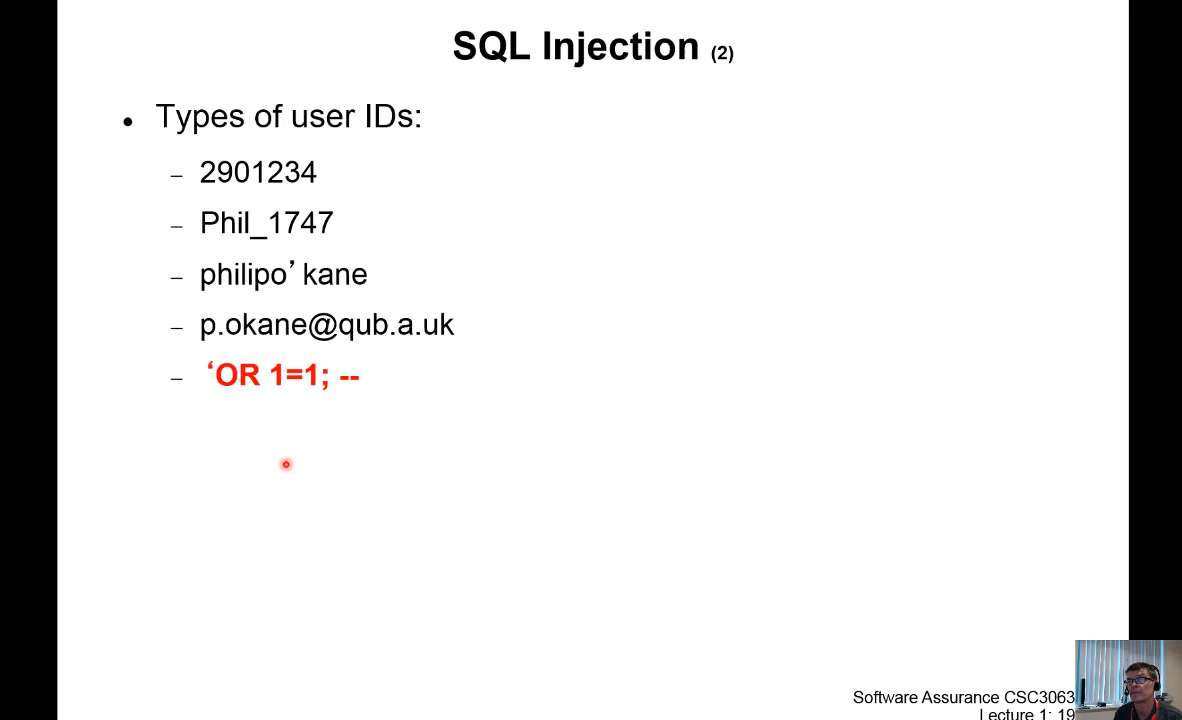 SQL Injection (2)
• Types of user IDs:
– 2901234
– Phil_1747
– philipo’ kane
– p.okane@qub.a.uk
– ‘OR 1=1; --
Software Assurance CSC3063
Lecture 1: 19